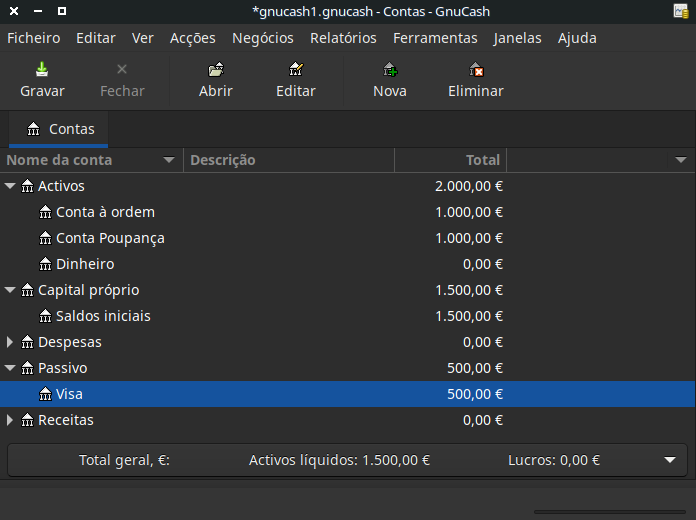 *gnucash1.gnucash - Contas - GnuCash
Ficheiro Editar Ver Acções Negócios Relatórios Ferramentas Janelas Ajuda
Gravar Fechar Abrir Editar Nova Eliminar
Contas
Nome da conta Descrição Total
Activos 2.000,00 €
Conta à ordem 1.000,00 €
Conta Poupança 1.000,00 €
Dinheiro 0,00 €
Capital próprio 1.500,00 €
Saldos iniciais 1.500,00 €
Despesas 0,00 €
Passivo 500,00 €
Visa 500,00 €
Receitas 0,00 €
Total geral, €: Activos líquidos: 1.500,00 € Lucros: 0,00 €